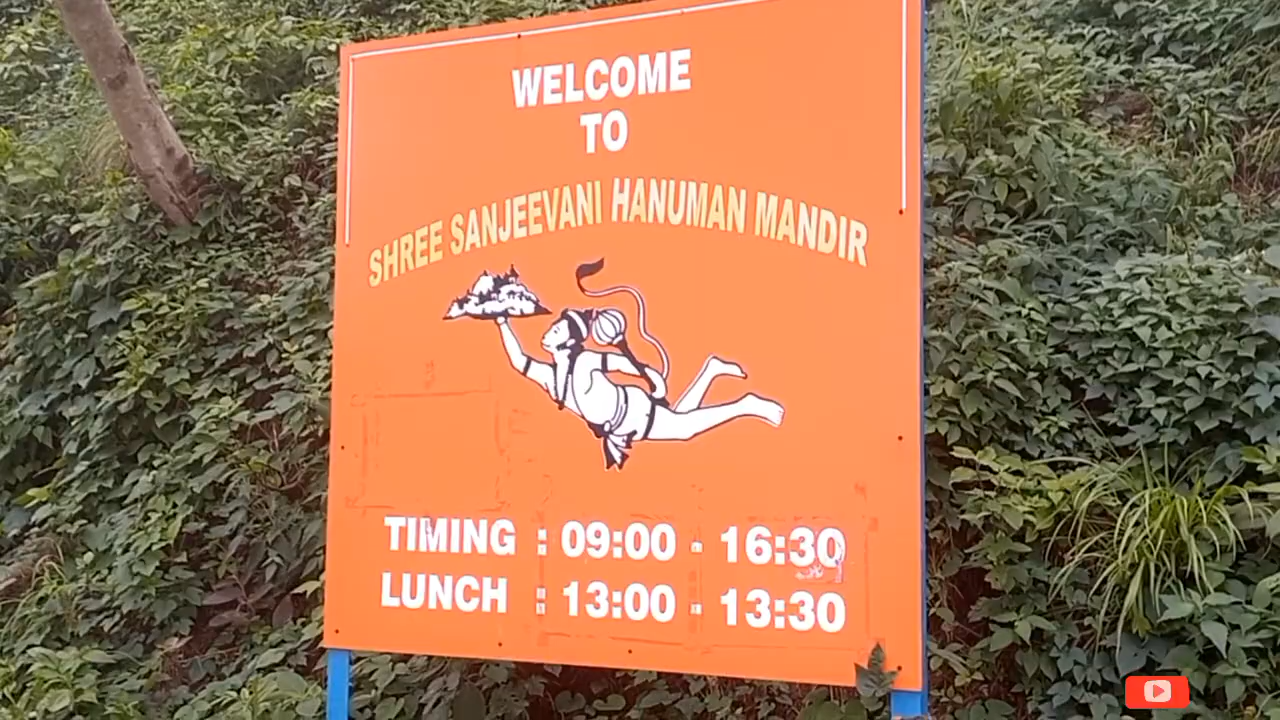 WELCOME
TO
SHREE SANJEEVANI HANUMAN MANDIR
TIMING : 09:00 - 16:30
LUNCH : 13:00 - 13:30